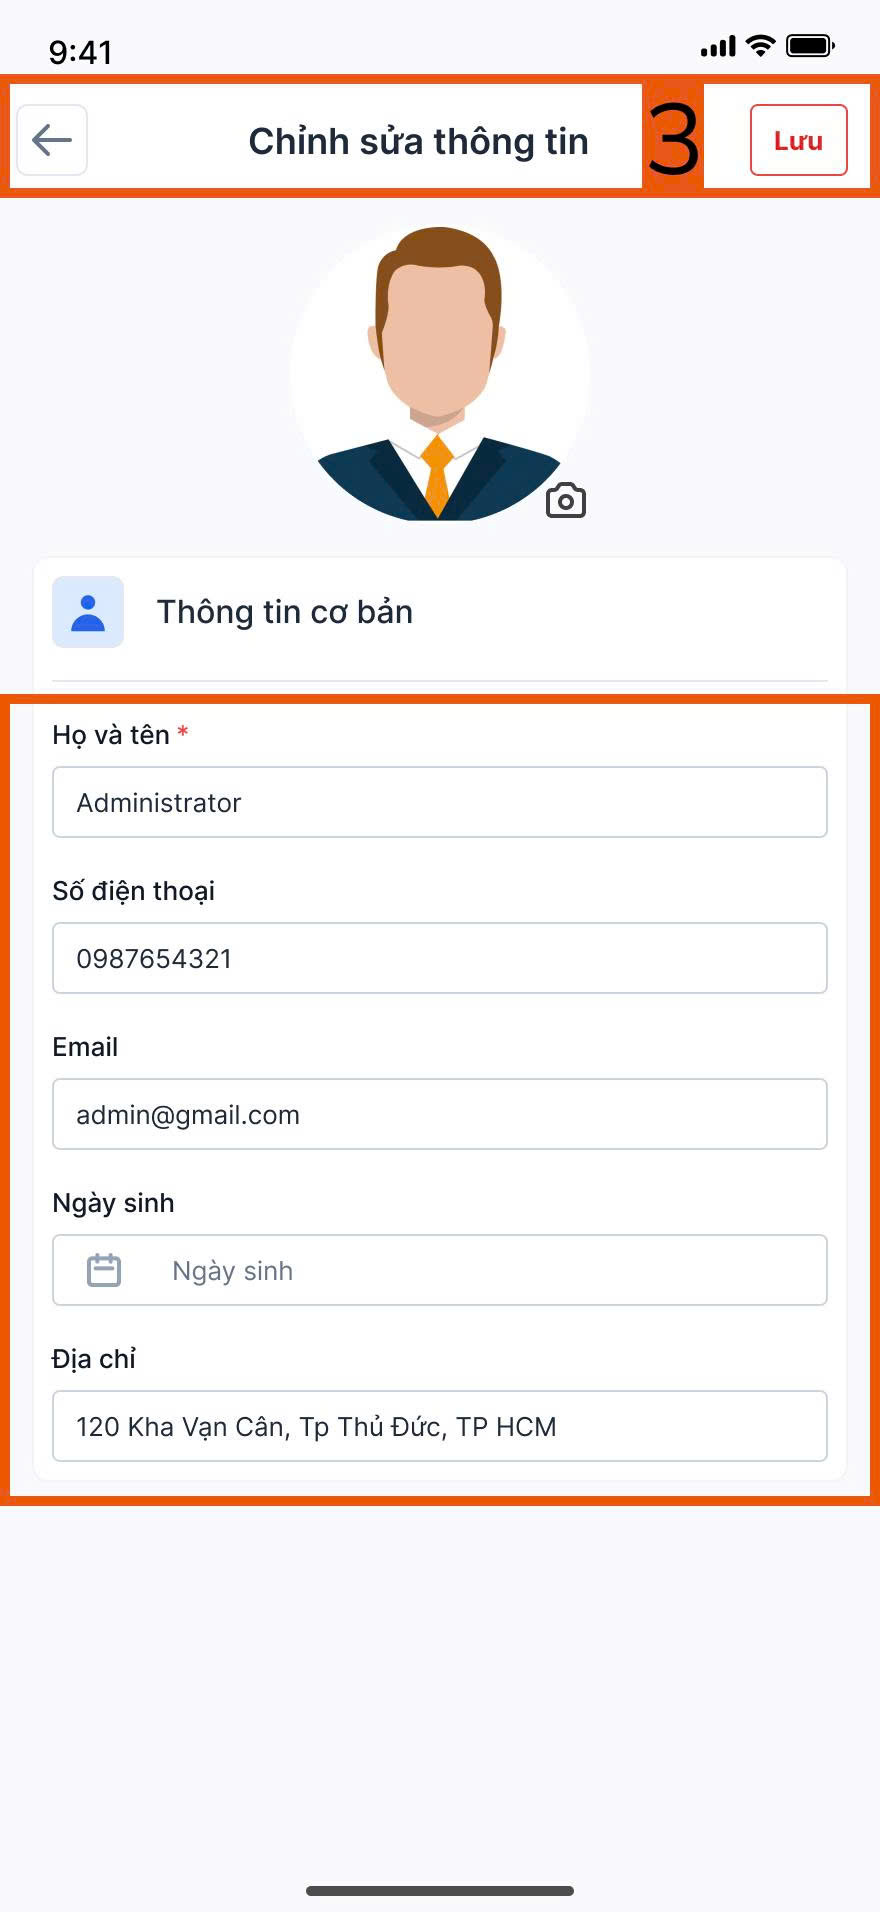 9:41
Chỉnh sửa thông tin
3
Lưu
Thông tin cơ bản
Họ và tên *
Administrator
Số điện thoại
0987654321
Email
admin@gmail.com
Ngày sinh
Ngày sinh
Địa chỉ
120 Kha Vạn Cân, Tp Thủ Đức, TP HCM